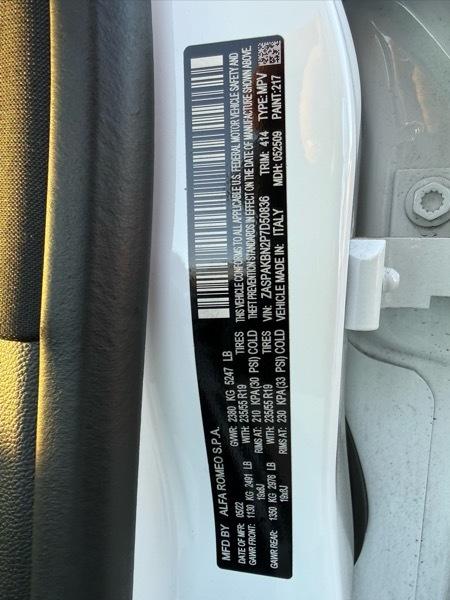 MFD BY ALFA ROMEO S.P.A.
DATE OF MFR: 05/22 GVWR: 2380 KG 5247 LB
GAWR FRONT: 1130 KG 2491 LB WITH: 235/55 R19 TIRES
19x8J RIMS AT: 210 KPA (30 PSI) COLD
GAWR REAR: 1350 KG 2976 LB WITH: 235/55 R19 TIRES
19x8J RIMS AT: 230 KPA (33 PSI) COLD
THIS VEHICLE CONFORMS TO ALL APPLICABLE U.S. FEDERAL MOTOR VEHICLE SAFETY AND
THEFT PREVENTION STANDARDS IN EFFECT ON THE DATE OF MANUFACTURE SHOWN ABOVE.
VIN: ZASPAKBN2P7D50836 TRIM: 414 TYPE: MPV
VEHICLE MADE IN: ITALY MDH: 052509 PAINT: 217